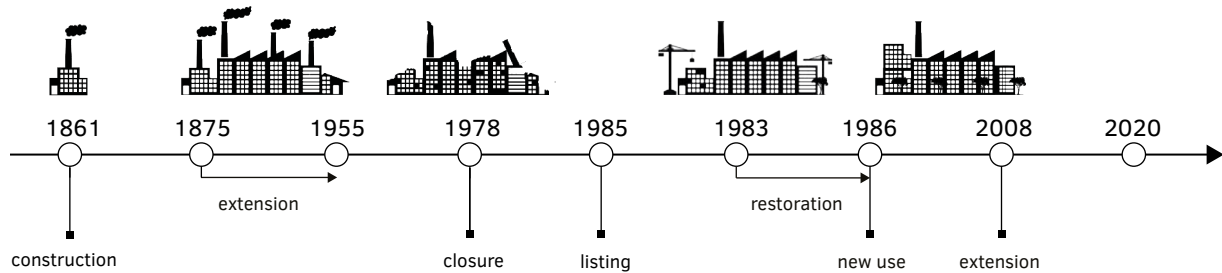 1861 1875 1955 1978 1985 1983 1986 2008 2020
extension restoration
construction closure listing new use extension